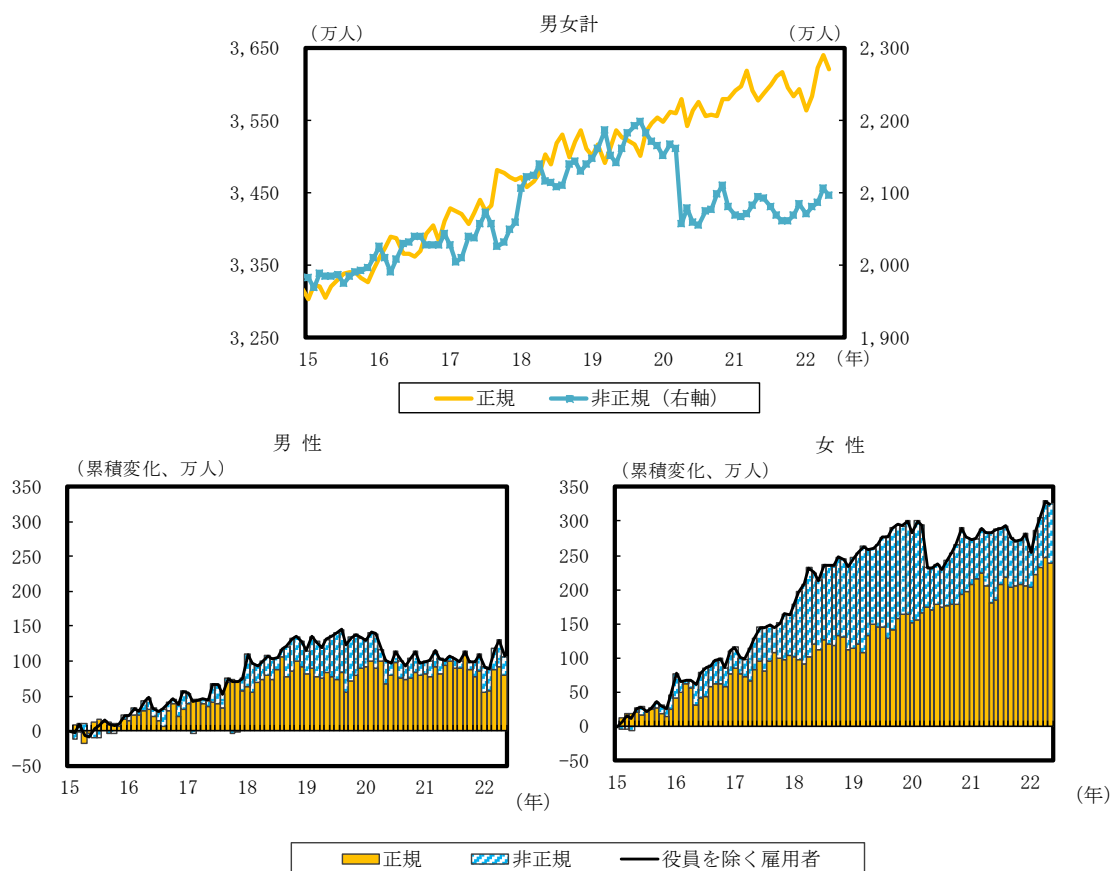 男女計
（万人） （万人）
3,650 2,300
3,550 2,200
3,450 2,100
3,350 2,000
3,250 1,900
15 16 17 18 19 20 21 22 （年）
正規 非正規（右軸）
男 性
（累積変化、万人）
350
300
250
200
150
100
50
0
−50
15 16 17 18 19 20 21 22
（年）
女 性
（累積変化、万人）
350
300
250
200
150
100
50
0
−50
15 16 17 18 19 20 21 22
（年）
正規 非正規 役員を除く雇用者